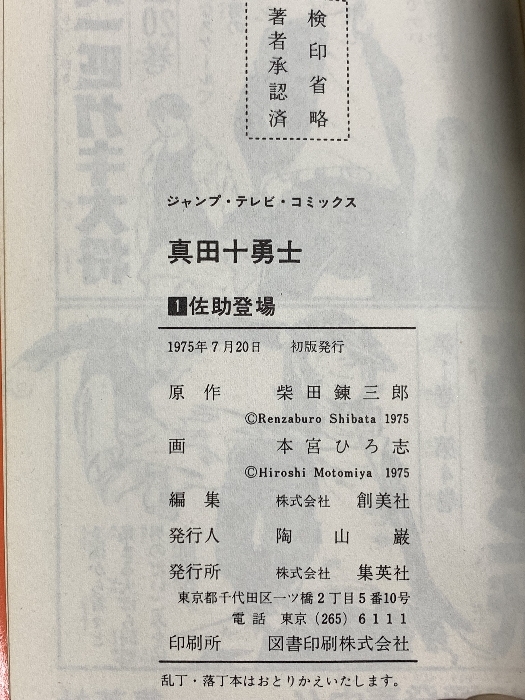 検印省略
著者承認済
ジャンプ・テレビ・コミックス
真田十勇士
1佐助登場
1975年7月20日 初版発行
原作 柴田錬三郎
©Renzaburo Shibata 1975
画 本宮ひろ志
©Hiroshi Motomiya 1975
編集 株式会社 創美社
発行人 陶山巌
発行所 株式会社 集英社
東京都千代田区一ツ橋2丁目5番10号
電話 東京(265)6111
印刷所 図書印刷株式会社
乱丁・落丁本はおとりかえいたします。